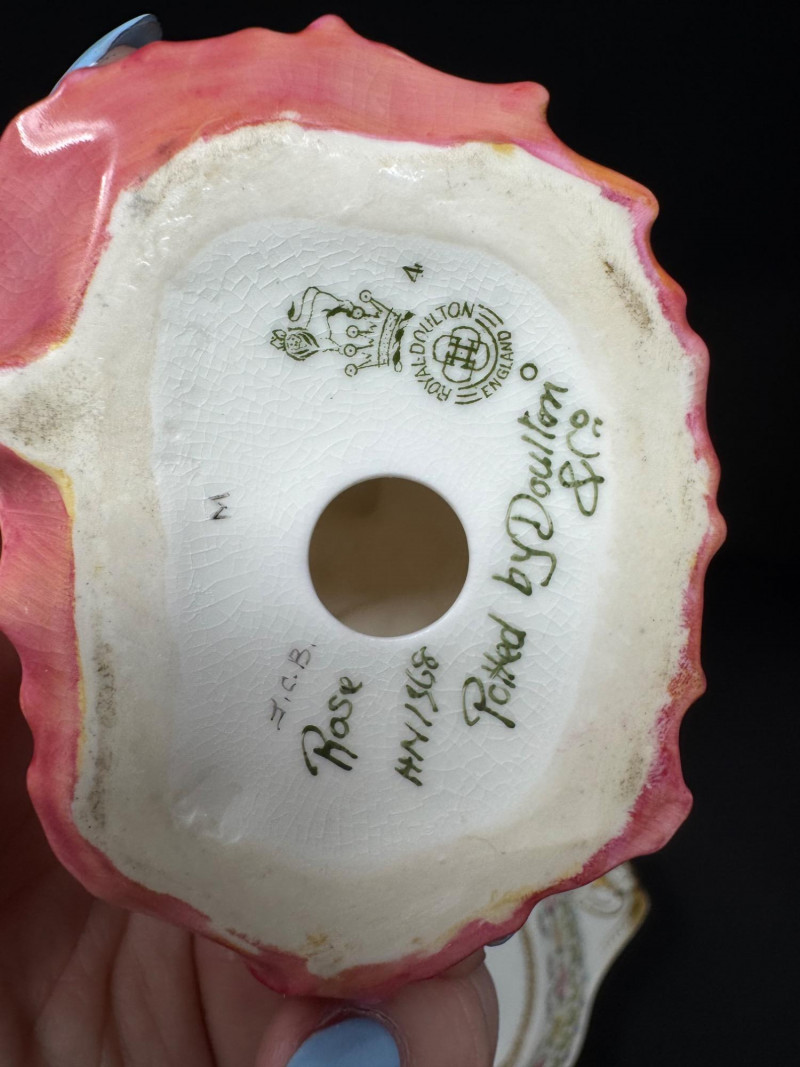 4
ROYAL·DOULTON
ENGLAND
Potted by Doulton
& Co.
HN1368
Rose
J.C.B.
M